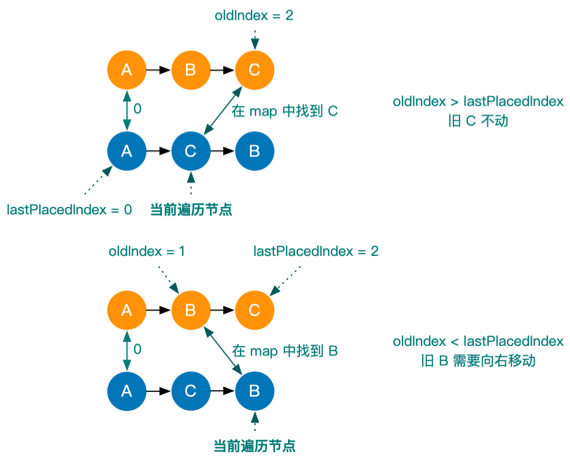 oldIndex = 2
A
B
C
0
在 map 中找到 C
oldIndex > lastPlacedIndex
旧 C 不动
A
C
B
lastPlacedIndex = 0
当前遍历节点
oldIndex = 1
lastPlacedIndex = 2
A
B
C
0
在 map 中找到 B
oldIndex < lastPlacedIndex
旧 B 需要向右移动
A
C
B
当前遍历节点